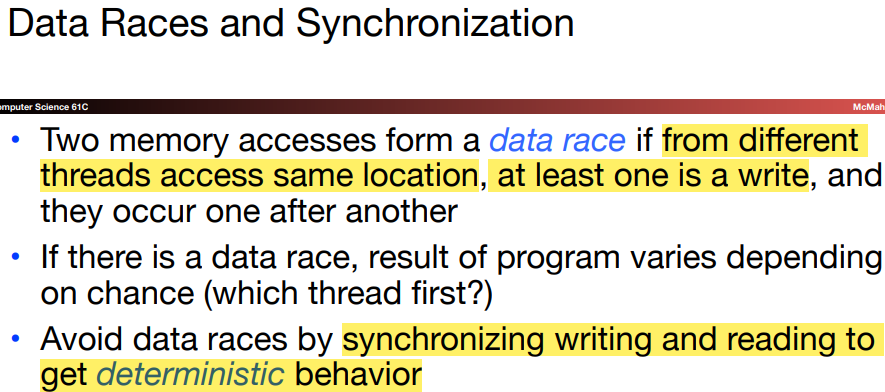 Data Races and Synchronization
omputer Science 61C McMah
• Two memory accesses form a data race if from different
threads access same location, at least one is a write, and
they occur one after another
• If there is a data race, result of program varies depending
on chance (which thread first?)
• Avoid data races by synchronizing writing and reading to
get deterministic behavior